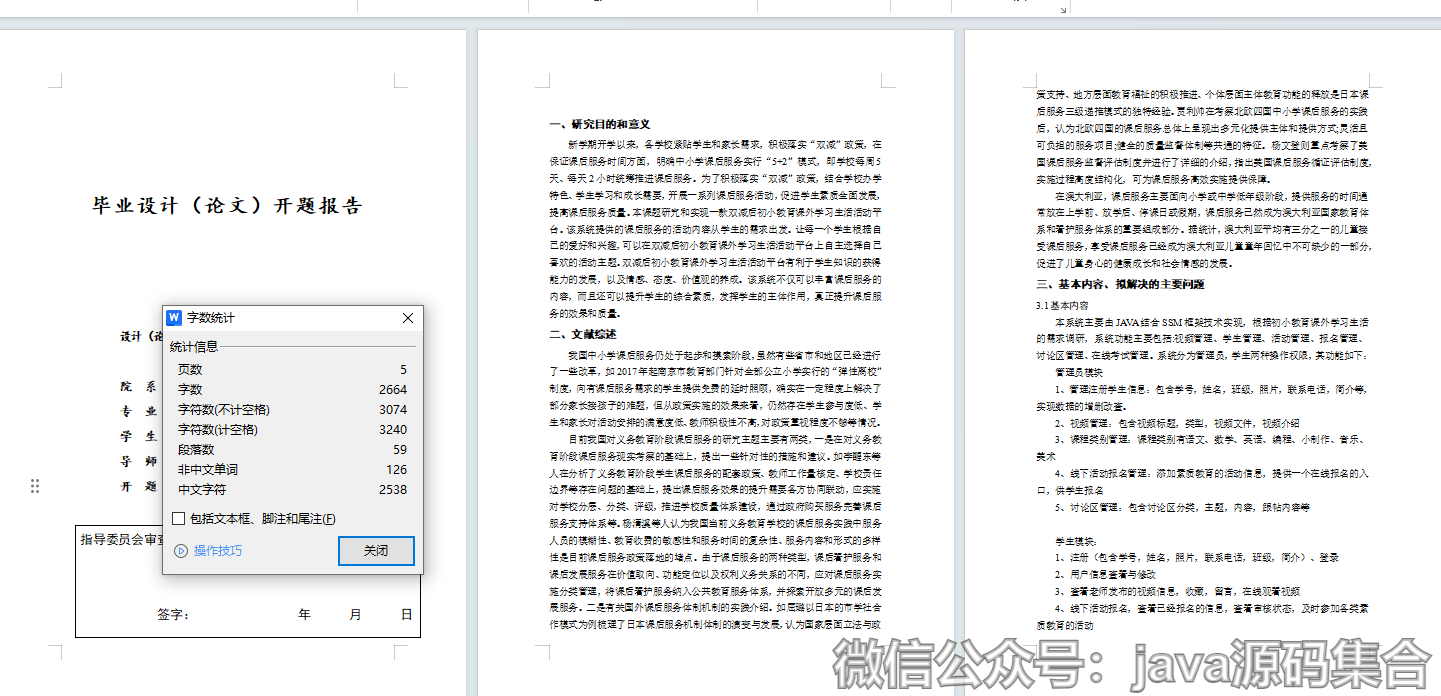 毕业设计（论文）开题报告
设计（论
院 系
专 业
学 生
导 师
开 题
指导委员会审查
签字： 年 月 日
字数统计
统计信息
页数 5
字数 2664
字符数(不计空格) 3074
字符数(计空格) 3240
段落数 59
非中文单词 126
中文字符 2538
包括文本框、脚注和尾注(F)
操作技巧
关闭
一、研究目的和意义
新学期开学以来，各学校紧贴学生和家长需求，积极落实“双减”政策，在
保证课后服务时间方面，明确中小学课后服务实行“5+2”模式，即学校每周 5
天、每天 2 小时统筹推进课后服务。为了积极落实“双减”政策，结合学校办学
特色、学生学习和成长需要，开展一系列课后服务活动，促进学生素质全面发展，
提高课后服务质量。本课题研究和实现一款双减后初小教育课外学习生活活动平
台。该系统提供的课后服务的活动内容从学生的需求出发。让每一个学生根据自
己的爱好和兴趣，可以在双减后初小教育课外学习生活活动平台上自主选择自己
喜欢的活动主题。双减后初小教育课外学习生活活动平台有利于学生知识的获得
能力的发展，以及情感、态度、价值观的养成。该系统不仅可以丰富课后服务的
内容，而且还可以提升学生的综合素质，发挥学生的主体作用，真正提升课后服
务的效果和质量。
二、文献综述
我国中小学课后服务仍处于起步和摸索阶段，虽然有些省市和地区已经进行
了一些改革，如 2017 年起南京市教育部门针对全部公立小学实行的“弹性离校”
制度，向有课后服务需求的学生提供免费的延时照顾，确实在一定程度上解决了
部分家长接孩子的难题，但从政策实施的效果来看，仍然存在学生参与度低、学
生和家长对活动安排的满意度低、教师积极性不高，对政策重视程度不够等情况。
目前我国对义务教育阶段课后服务的研究主题主要有两类，一是在对义务教
育阶段课后服务现实考察的基础上，提出一些针对性的措施和建议。如李醒东等
人在分析了义务教育阶段学生课后服务的配套政策、教师工作量核定、学校责任
边界等存在问题的基础上，提出课后服务效果的提升需要各方协同联动，应实施
对学校分层、分类、评级，推进学校质量体系建设，通过政府购买服务完善课后
服务支持体系等。杨清溪等人认为我国当前义务教育学校的课后服务实践中服务
人员的模糊性、教育收费的敏感性和服务时间的复杂性、服务内容和形式的多样
性是目前课后服务政策落地的堵点。由于课后服务的两种类型，课后看护服务和
课后发展服务在价值取向、功能定位以及权利义务关系的不同，应对课后服务实
施分类管理，将课后看护服务纳入公共教育服务体系，并探索开放多元的课后发
展服务。二是有关国外课后服务体制机制的实践介绍。如屈璐以日本的市学社会
作模式为例梳理了日本课后服务机制体制的演变与发展，认为国家层面立法与政
策支持、地方层面教育福祉的积极推进、个体层面主体教育功能的释放是日本课
后服务三级递推模式的独特经验。贾利帅在考察北欧四国中小学课后服务的实践
后，认为北欧四国的课后服务总体上呈现出多元化提供主体和提供方式;灵活且
可负担的服务项目;健全的质量监督体制等共通的特征。杨文登则重点考察了美
国课后服务监督评估制度并进行了详细的介绍，指出美国课后服务循证评估制度，
实施过程高度结构化，可为课后服务高效实施提供保障。
在澳大利亚，课后服务主要面向小学或中学低年级阶段，提供服务的时间通
常放在上学前、放学后、停课日或假期，课后服务已然成为澳大利亚国家教育体
系和看护服务体系的重要组成部分。据统计，澳大利亚平均有三分之一的儿童接
受课后服务，享受课后服务已经成为澳大利亚儿童童年回忆中不可缺少的一部分，
促进了儿童身心的健康成长和社会情感的发展。
三、基本内容、拟解决的主要问题
3.1 基本内容
本系统主要由 JAVA 结合 SSM 框架技术实现，根据初小教育课外学习生活
的需求调研，系统功能主要包括:视频管理、学生管理、活动管理、报名管理、
讨论区管理、在线考试管理。系统分为管理员，学生两种操作权限，其功能如下：
管理员模块
1、管理注册学生信息，包含学号，姓名，班级，照片，联系电话，简介等，
实现数据的增删改查。
2、视频管理：包含视频标题，类型，视频文件，视频介绍
3、课程类别管理：课程类别有语文、数学、英语、编程、小制作、音乐、
美术
4、线下活动报名管理：添加素质教育的活动信息，提供一个在线报名的入
口，供学生报名
5、讨论区管理：包含讨论区分类，主题，内容，跟帖内容等
学生模块：
1、注册（包含学号，姓名，照片，联系电话，班级，简介）、登录
2、用户信息查看与修改
3、查看老师发布的视频信息，收藏，留言，在线观看视频
4、线下活动报名，查看已经报名的信息，查看审核状态，及时参加各类素
质教育的活动
微信公众号：java源码集合